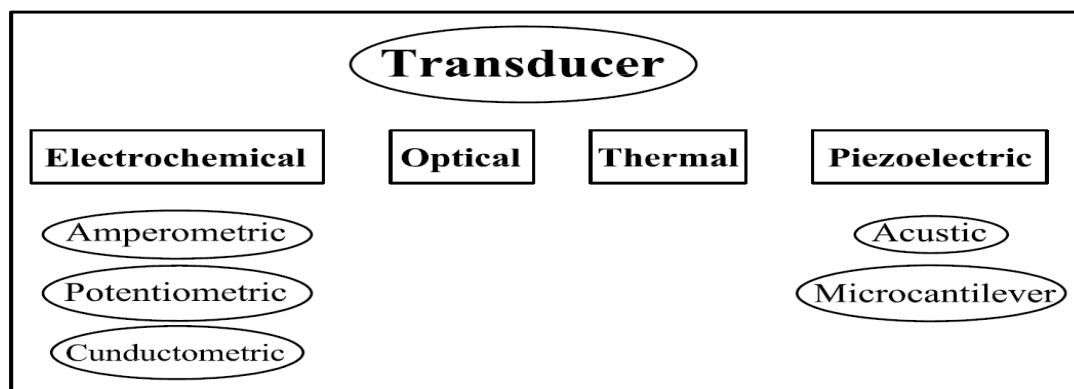 Transducer
Electrochemical
Optical
Thermal
Piezoelectric
Amperometric
Acustic
Potentiometric
Microcantilever
Cunductometric